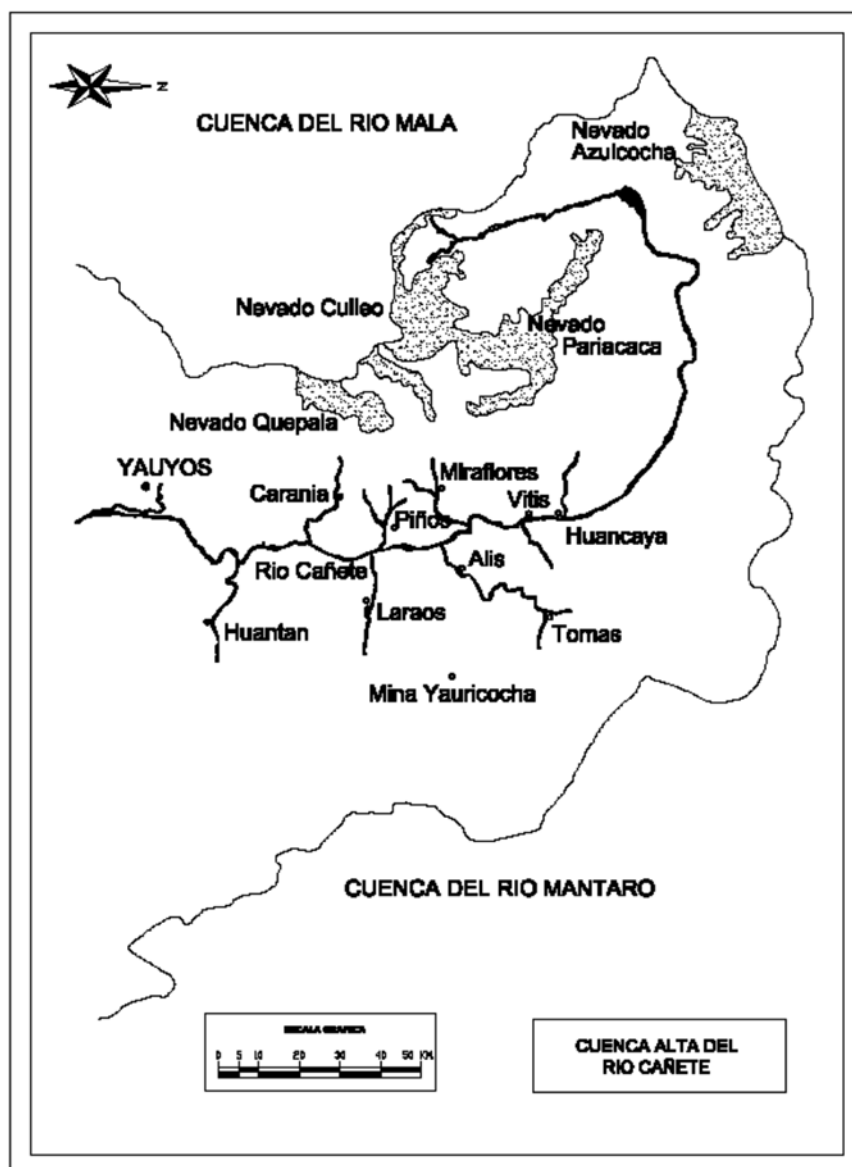 N
CUENCA DEL RIO MALA
Nevado
Azulcocha
Nevado Culleo
Nevado
Pariacaca
Nevado Quepala
YAUYOS
Carania
Miraflores
Piños
Vitis
Huancaya
Rio Cañete
Alis
Huantan
Laraos
Tomas
Mina Yauricocha
CUENCA DEL RIO MANTARO
ESCALA GRAFICA
0 5 10 20 30 40 50 KM.
CUENCA ALTA DEL
RIO CAÑETE